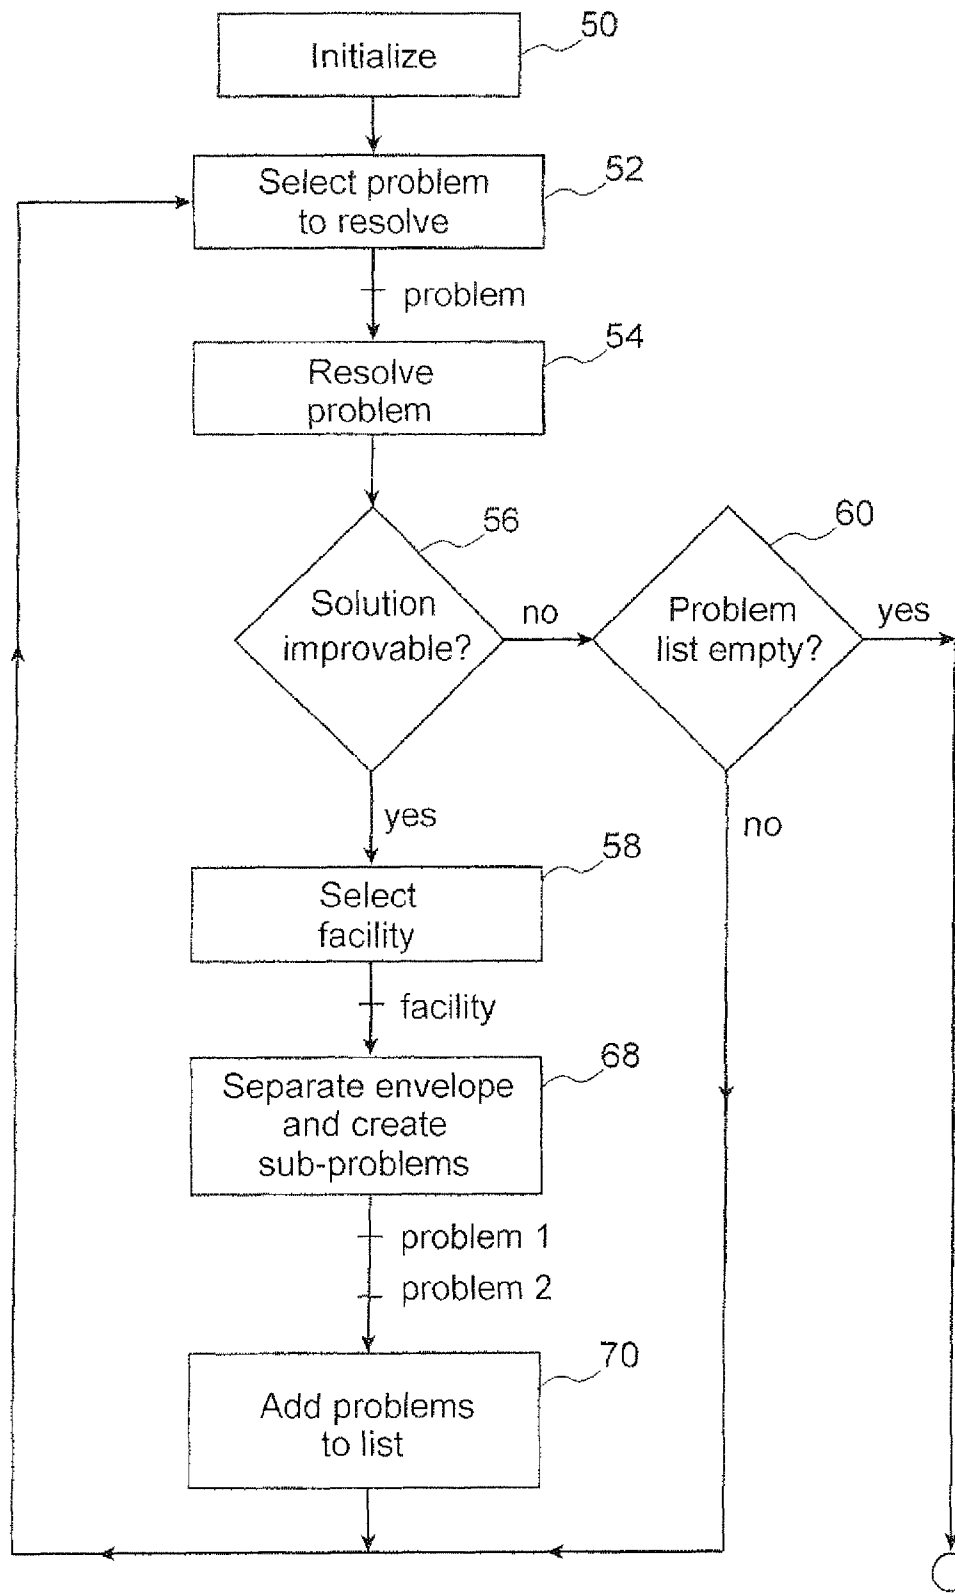 50
Initialize
52
Select problem
to resolve
problem
54
Resolve
problem
56
Solution
improvable?
no
60
Problem
list empty?
yes
yes
no
58
Select
facility
facility
68
Separate envelope
and create
sub-problems
problem 1
problem 2
70
Add problems
to list